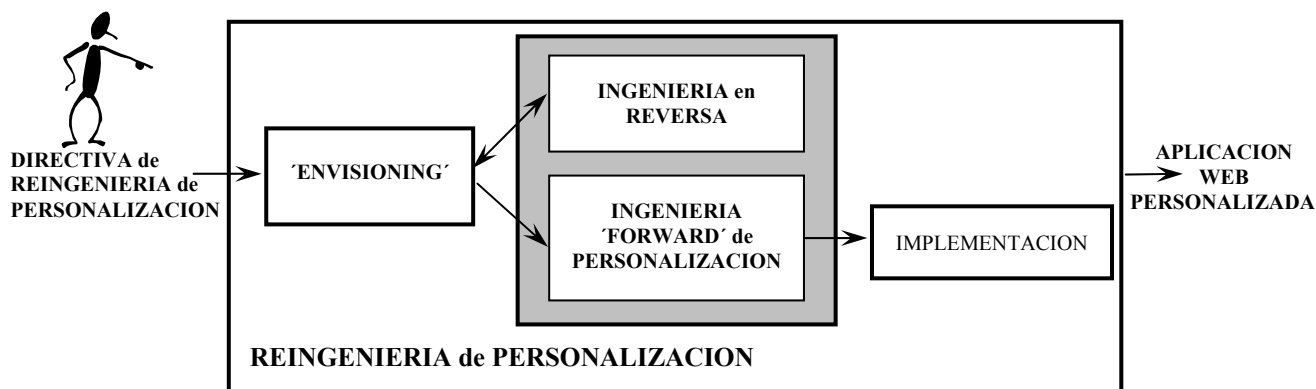 DIRECTIVA de
REINGENIERIA de
PERSONALIZACION
´ENVISIONING´
INGENIERIA en
REVERSA
INGENIERIA
´FORWARD´ de
PERSONALIZACION
IMPLEMENTACION
APLICACION
WEB
PERSONALIZADA
REINGENIERIA de PERSONALIZACION